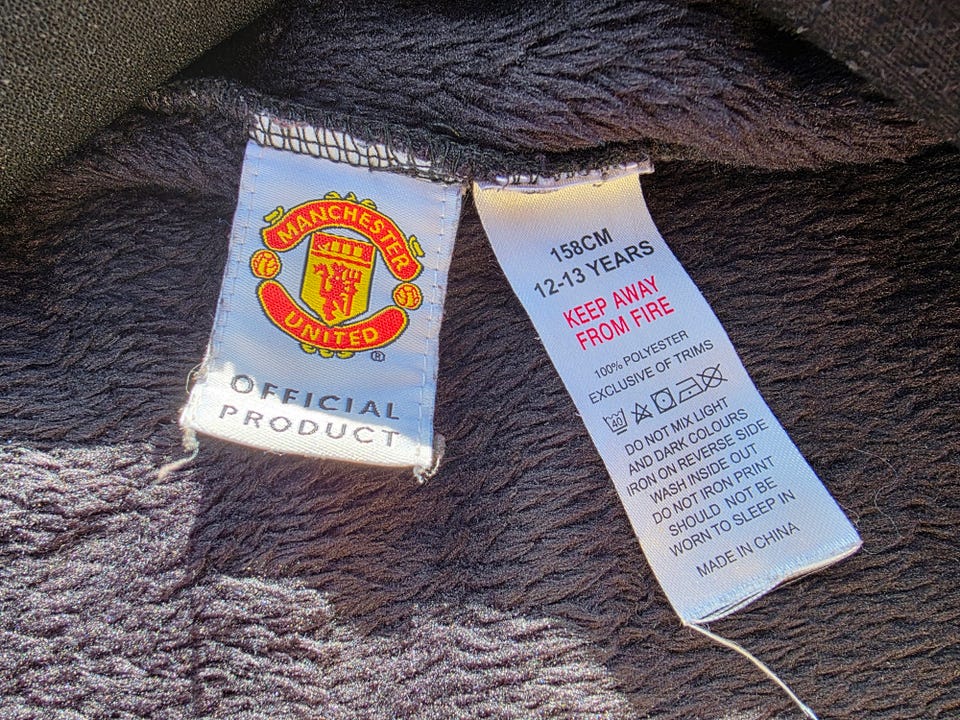 MANCHESTER
UNITED
®
OFFICIAL
PRODUCT
158CM
12-13 YEARS
KEEP AWAY
FROM FIRE
100% POLYESTER
EXCLUSIVE OF TRIMS
40
DO NOT MIX LIGHT
AND DARK COLOURS
IRON ON REVERSE SIDE
WASH INSIDE OUT
DO NOT IRON PRINT
SHOULD NOT BE
WORN TO SLEEP IN
MADE IN CHINA